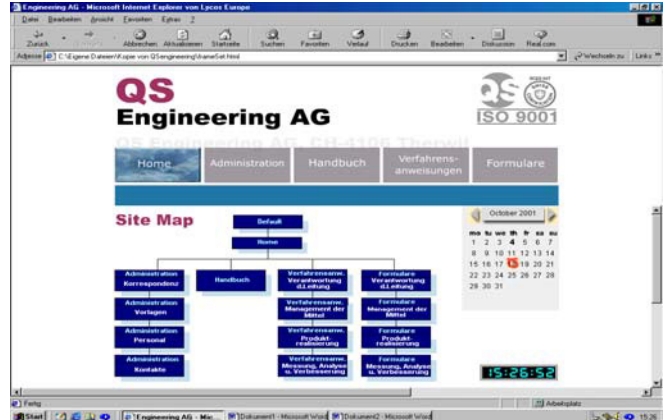 Engineering AG - Microsoft Internet Explorer von Lycos Europe
Datei Bearbeiten Ansicht Favoriten Extras ?
Zurück Abbrechen Aktualisieren Startseite Suchen Favoriten Verlauf Drucken Bearbeiten Diskussion Real.com
Adresse C:\Eigene Dateien\Kopie von QSengineering\frameSet.html Wechseln zu Links »
QS
Engineering AG
QS
ISO 9001
QS Engineering AG, CH-4106 Therwil
Home
Administration
Handbuch
Verfahrens-
anweisungen
Formulare
Site Map
Default
Home
Administration
Korrespondenz
Administration
Vorlagen
Administration
Personal
Administration
Kontakte
Handbuch
Verfahrensanw.
Verantwortung
d.Leitung
Verfahrensanw.
Management der
Mittel
Verfahrensanw.
Produkt-
realisierung
Verfahrensanw.
Messung, Analyse
u. Verbesserung
Formulare
Verantwortung
d.Leitung
Formulare
Management der
Mittel
Formulare
Produkt-
realisierung
Formulare
Messung, Analyse
u. Verbesserung
October 2001
mo tu we th fr sa su
1 2 3 4 5 6 7
8 9 10 11 12 13 14
15 16 17 18 19 20 21
22 23 24 25 26 27 28
29 30 31
15:26:52
Fertig Arbeitsplatz
Start Engineering AG - Mic... Dokument1 - Microsoft Word Dokument2 - Microsoft Word 15:26